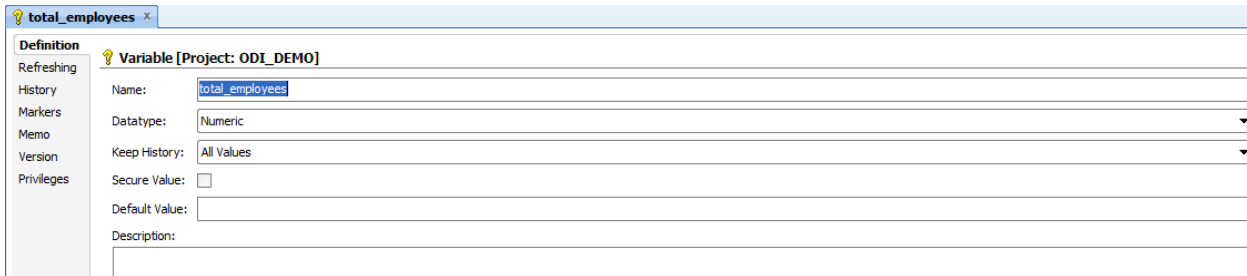 total_employees x
Definition
Refreshing
History
Markers
Memo
Version
Privileges
Variable [Project: ODI_DEMO]
Name: total_employees
Datatype: Numeric
Keep History: All Values
Secure Value:
Default Value:
Description: